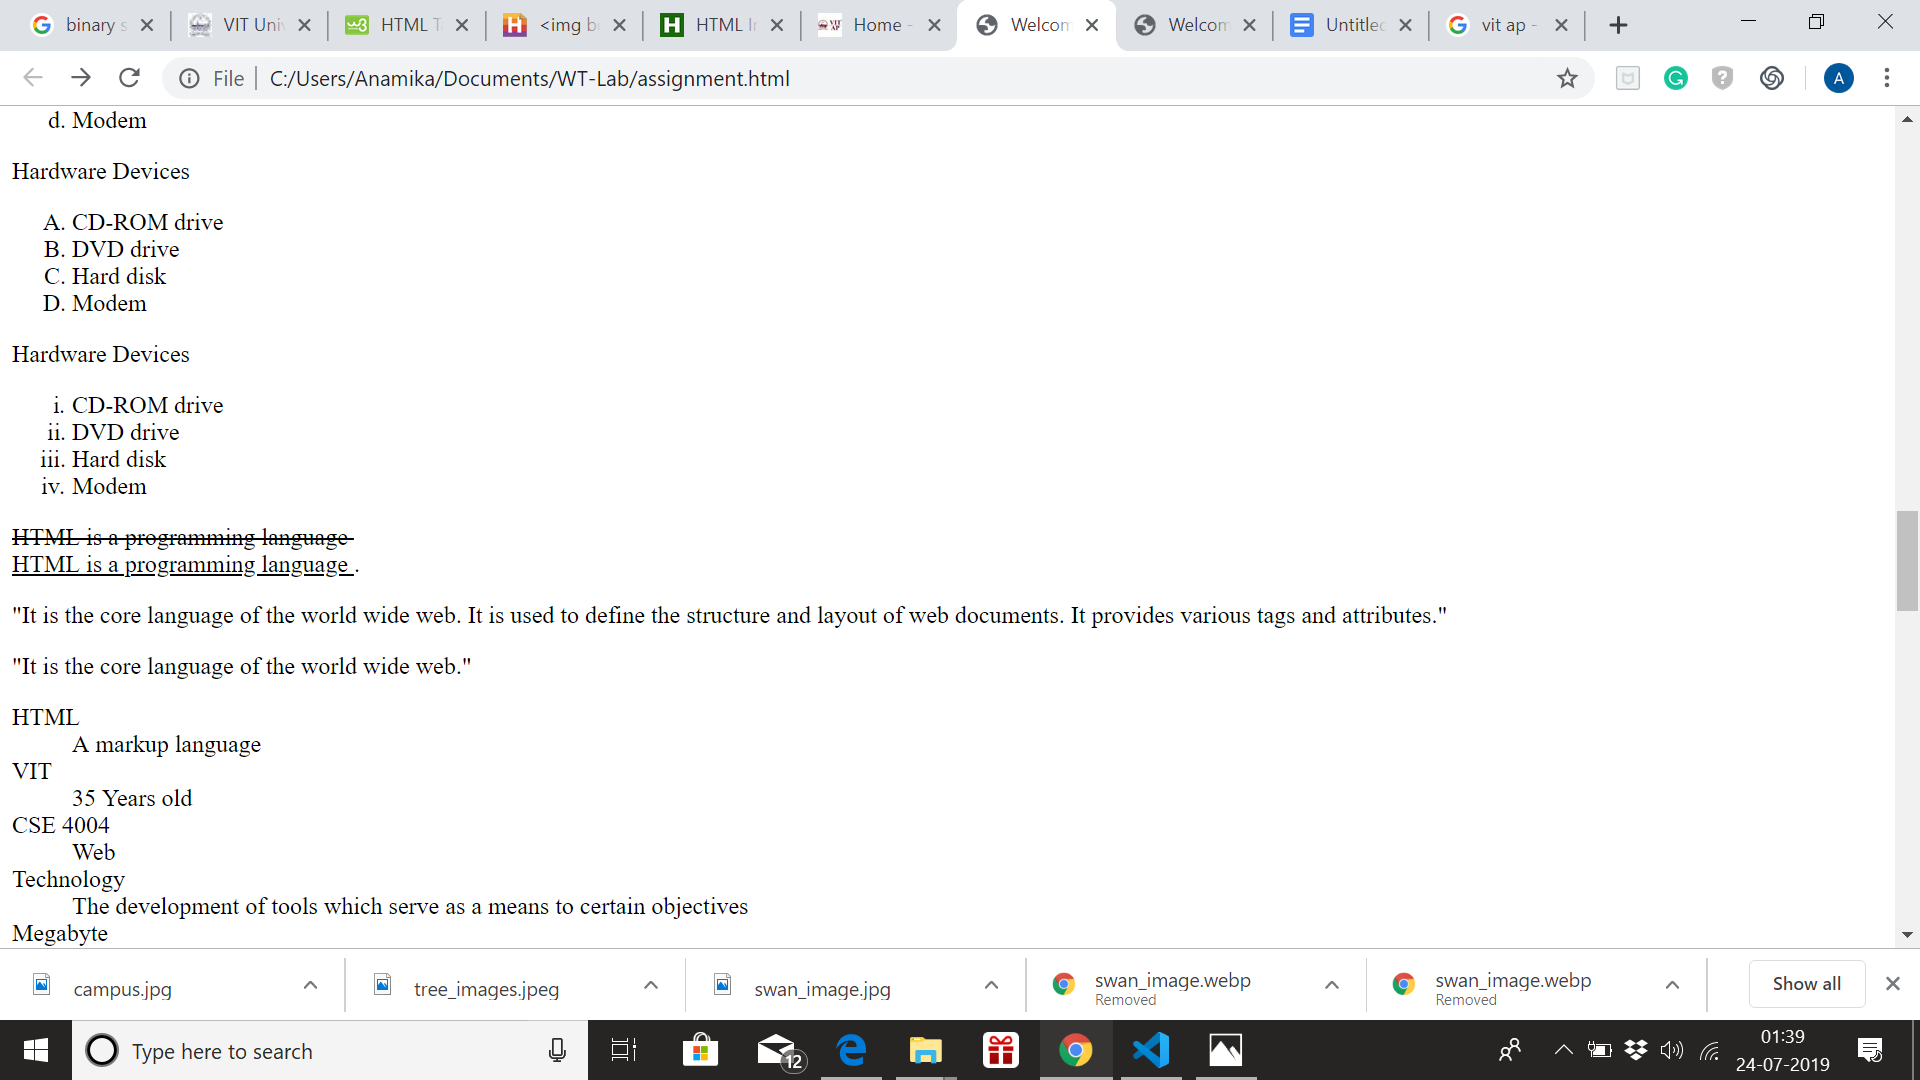 binary s
VIT Uni
HTML T
<img b
HTML I
Home -
Welcom
Welcom
Untitled
vit ap -
File
C:/Users/Anamika/Documents/WT-Lab/assignment.html
A
d. Modem
Hardware Devices
A. CD-ROM drive
B. DVD drive
C. Hard disk
D. Modem
Hardware Devices
i. CD-ROM drive
ii. DVD drive
iii. Hard disk
iv. Modem
HTML is a programming language
HTML is a programming language .
"It is the core language of the world wide web. It is used to define the structure and layout of web documents. It provides various tags and attributes."
"It is the core language of the world wide web."
HTML
A markup language
VIT
35 Years old
CSE 4004
Web
Technology
The development of tools which serve as a means to certain objectives
Megabyte
campus.jpg
tree_images.jpeg
swan_image.jpg
swan_image.webp
Removed
swan_image.webp
Removed
Show all
Type here to search
12
01:39
24-07-2019